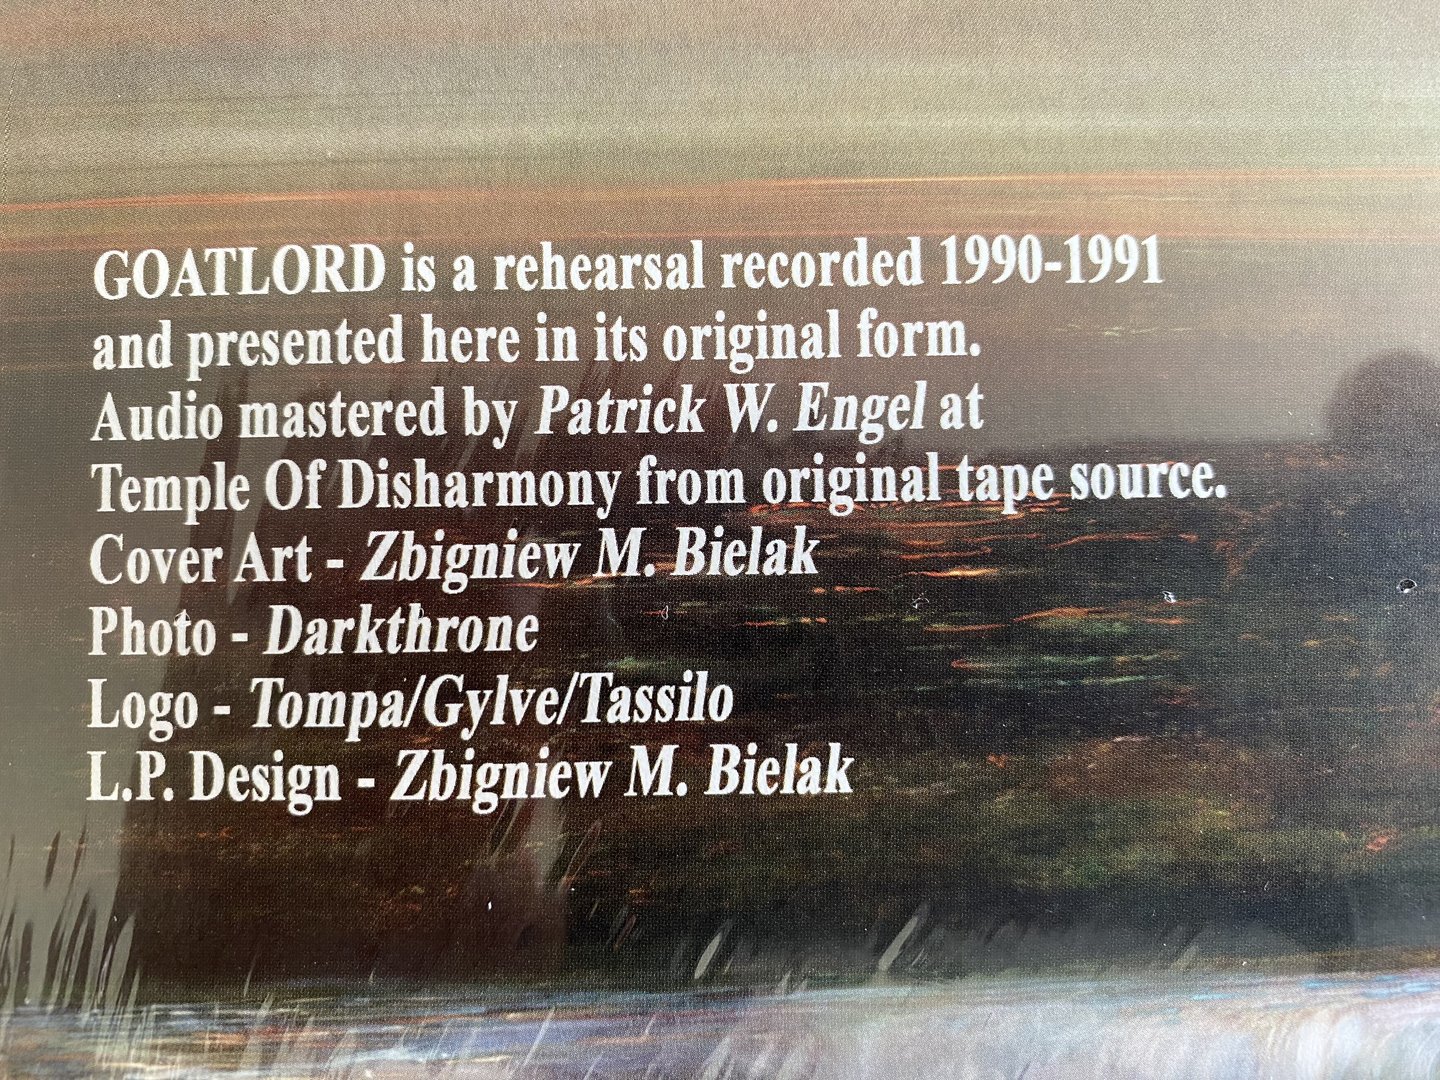 GOATLORD is a rehearsal recorded 1990-1991
and presented here in its original form.
Audio mastered by Patrick W. Engel at
Temple Of Disharmony from original tape source.
Cover Art - Zbigniew M. Bielak
Photo - Darkthrone
Logo - Tompa/Gylve/Tassilo
L.P. Design - Zbigniew M. Bielak